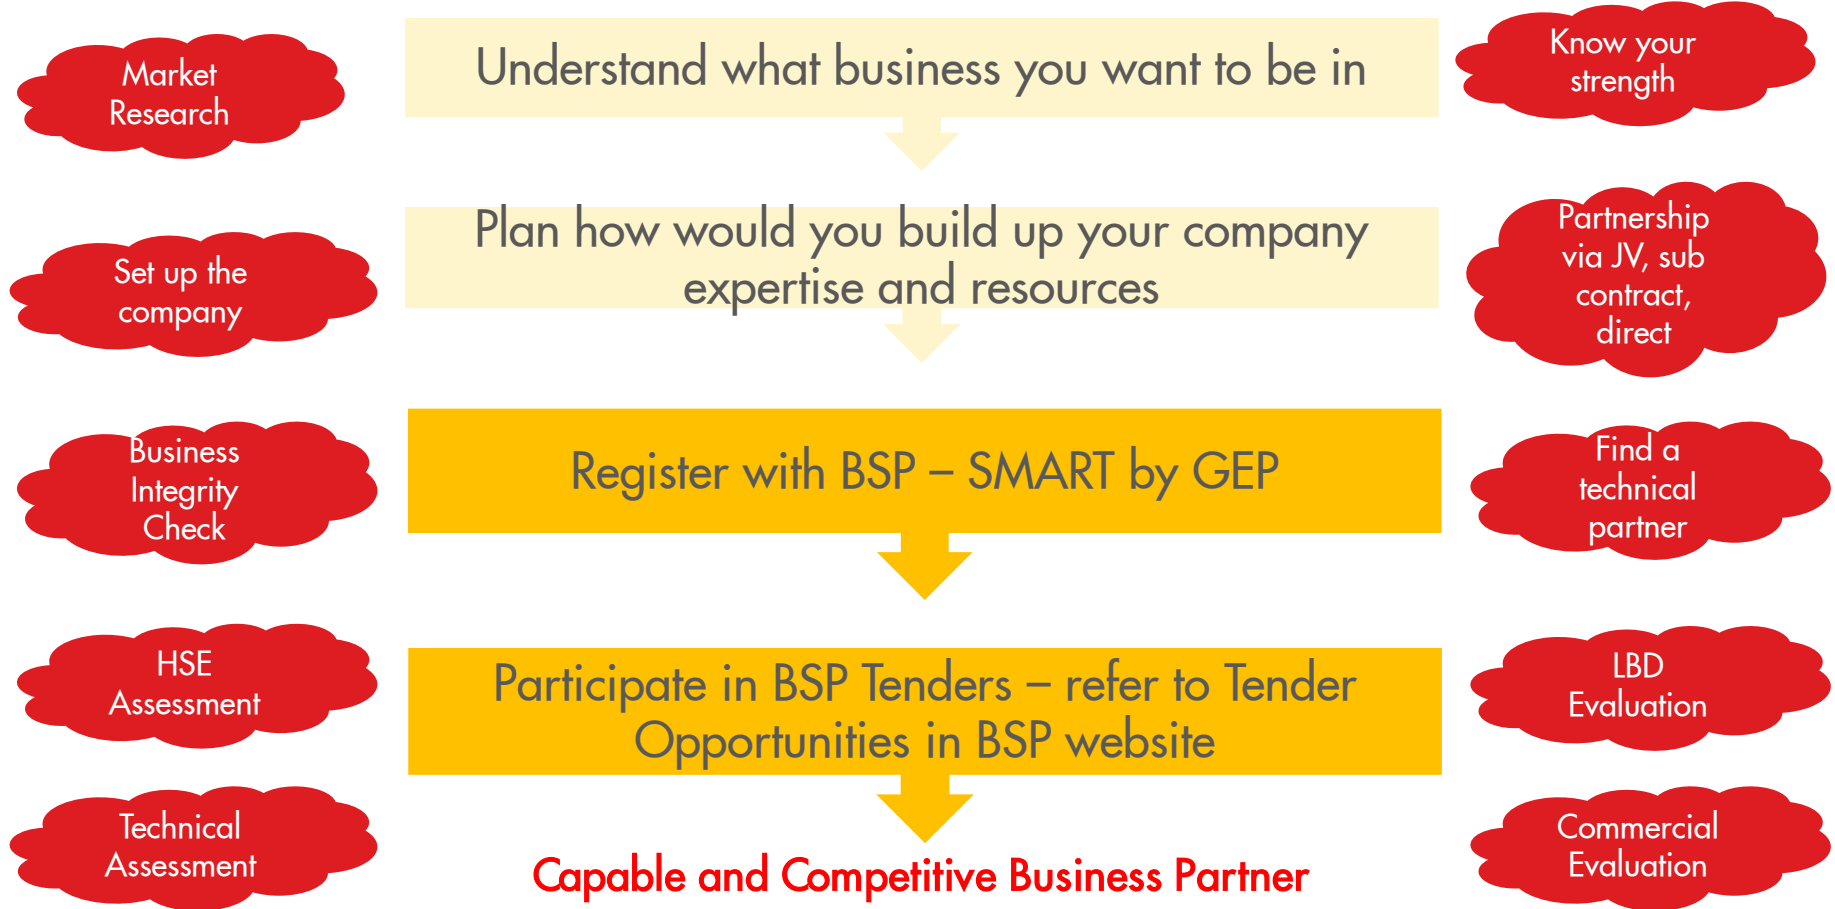 Market
Research
Understand what business you want to be in
Know your
strength
Set up the
company
Plan how would you build up your company
expertise and resources
Partnership
via JV, sub
contract,
direct
Business
Integrity
Check
Register with BSP – SMART by GEP
Find a
technical
partner
HSE
Assessment
Participate in BSP Tenders – refer to Tender
Opportunities in BSP website
LBD
Evaluation
Technical
Assessment
Capable and Competitive Business Partner
Commercial
Evaluation